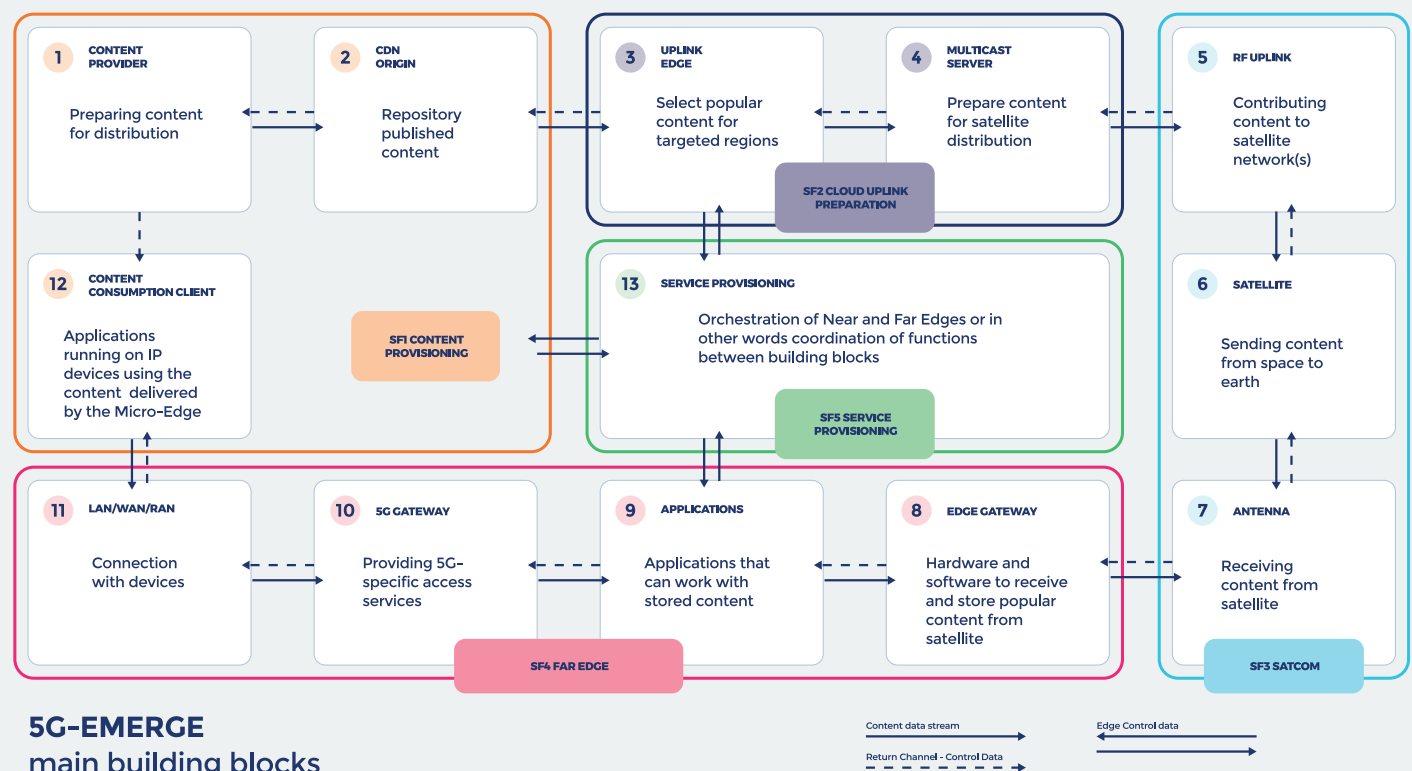 1 CONTENT
PROVIDER
Preparing content
for distribution
2 CDN
ORIGIN
Repository
published
content
3 UPLINK
EDGE
Select popular
content for
targeted regions
4 MULTICAST
SERVER
Prepare content
for satellite
distribution
5 RF UPLINK
Contributing
content to
satellite
network(s)
SF2 CLOUD UPLINK
PREPARATION
12 CONTENT
CONSUMPTION CLIENT
Applications
running on IP
devices using the
content delivered
by the Micro-Edge
SF1 CONTENT
PROVISIONING
13 SERVICE PROVISIONING
Orchestration of Near and Far Edges or in
other words coordination of functions
between building blocks
SF5 SERVICE
PROVISIONING
6 SATELLITE
Sending content
from space to
earth
11 LAN/WAN/RAN
Connection
with devices
10 5G GATEWAY
Providing 5G-
specific access
services
9 APPLICATIONS
Applications that
can work with
stored content
8 EDGE GATEWAY
Hardware and
software to receive
and store popular
content from
satellite
7 ANTENNA
Receiving
content from
satellite
SF4 FAR EDGE
SF3 SATCOM
5G-EMERGE
main building blocks
Content data stream
Return Channel - Control Data
Edge Control data